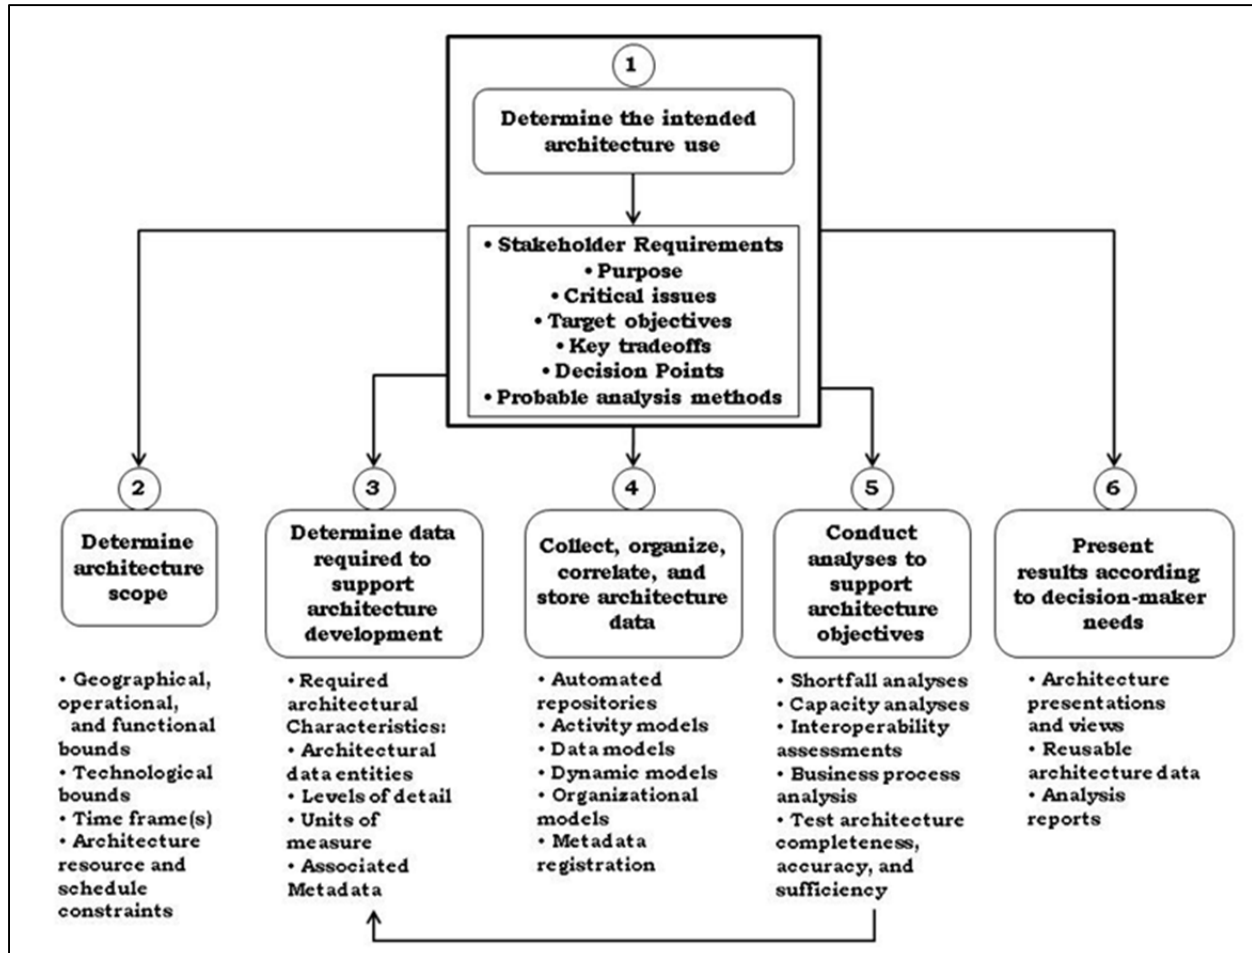 1
Determine the intended
architecture use
• Stakeholder Requirements
• Purpose
• Critical issues
• Target objectives
• Key tradeoffs
• Decision Points
• Probable analysis methods
2
Determine
architecture
scope
• Geographical,
operational,
and functional
bounds
• Technological
bounds
• Time frame(s)
• Architecture
resource and
schedule
constraints
3
Determine data
required to
support
architecture
development
• Required
architectural
Characteristics:
• Architectural
data entities
• Levels of detail
• Units of
measure
• Associated
Metadata
4
Collect, organize,
correlate, and
store architecture
data
• Automated
repositories
• Activity models
• Data models
• Dynamic models
• Organizational
models
• Metadata
registration
5
Conduct
analyses to
support
architecture
objectives
• Shortfall analyses
• Capacity analyses
• Interoperability
assessments
• Business process
analysis
• Test architecture
completeness,
accuracy, and
sufficiency
6
Present
results according
to decision-maker
needs
• Architecture
presentations
and views
• Reusable
architecture data
• Analysis
reports